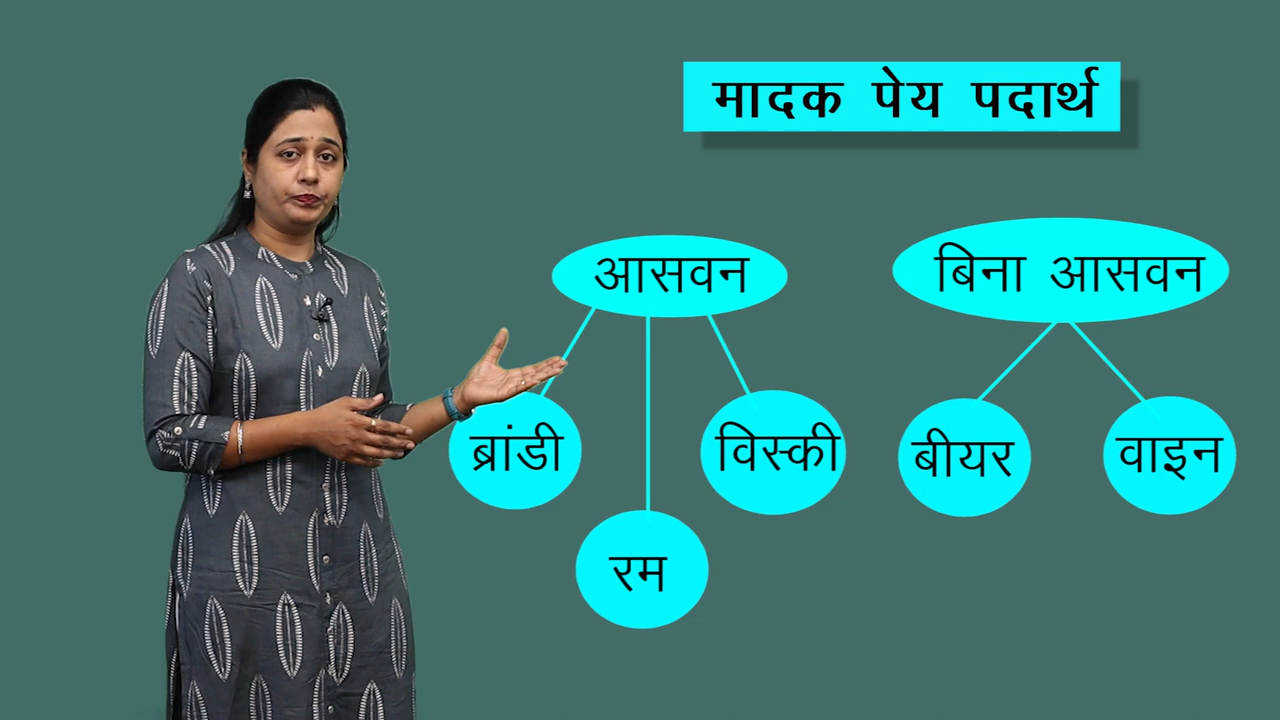 मादक पेय पदार्थ
आसवन
बिना आसवन
ब्रांडी
विस्की
बीयर
वाइन
रम